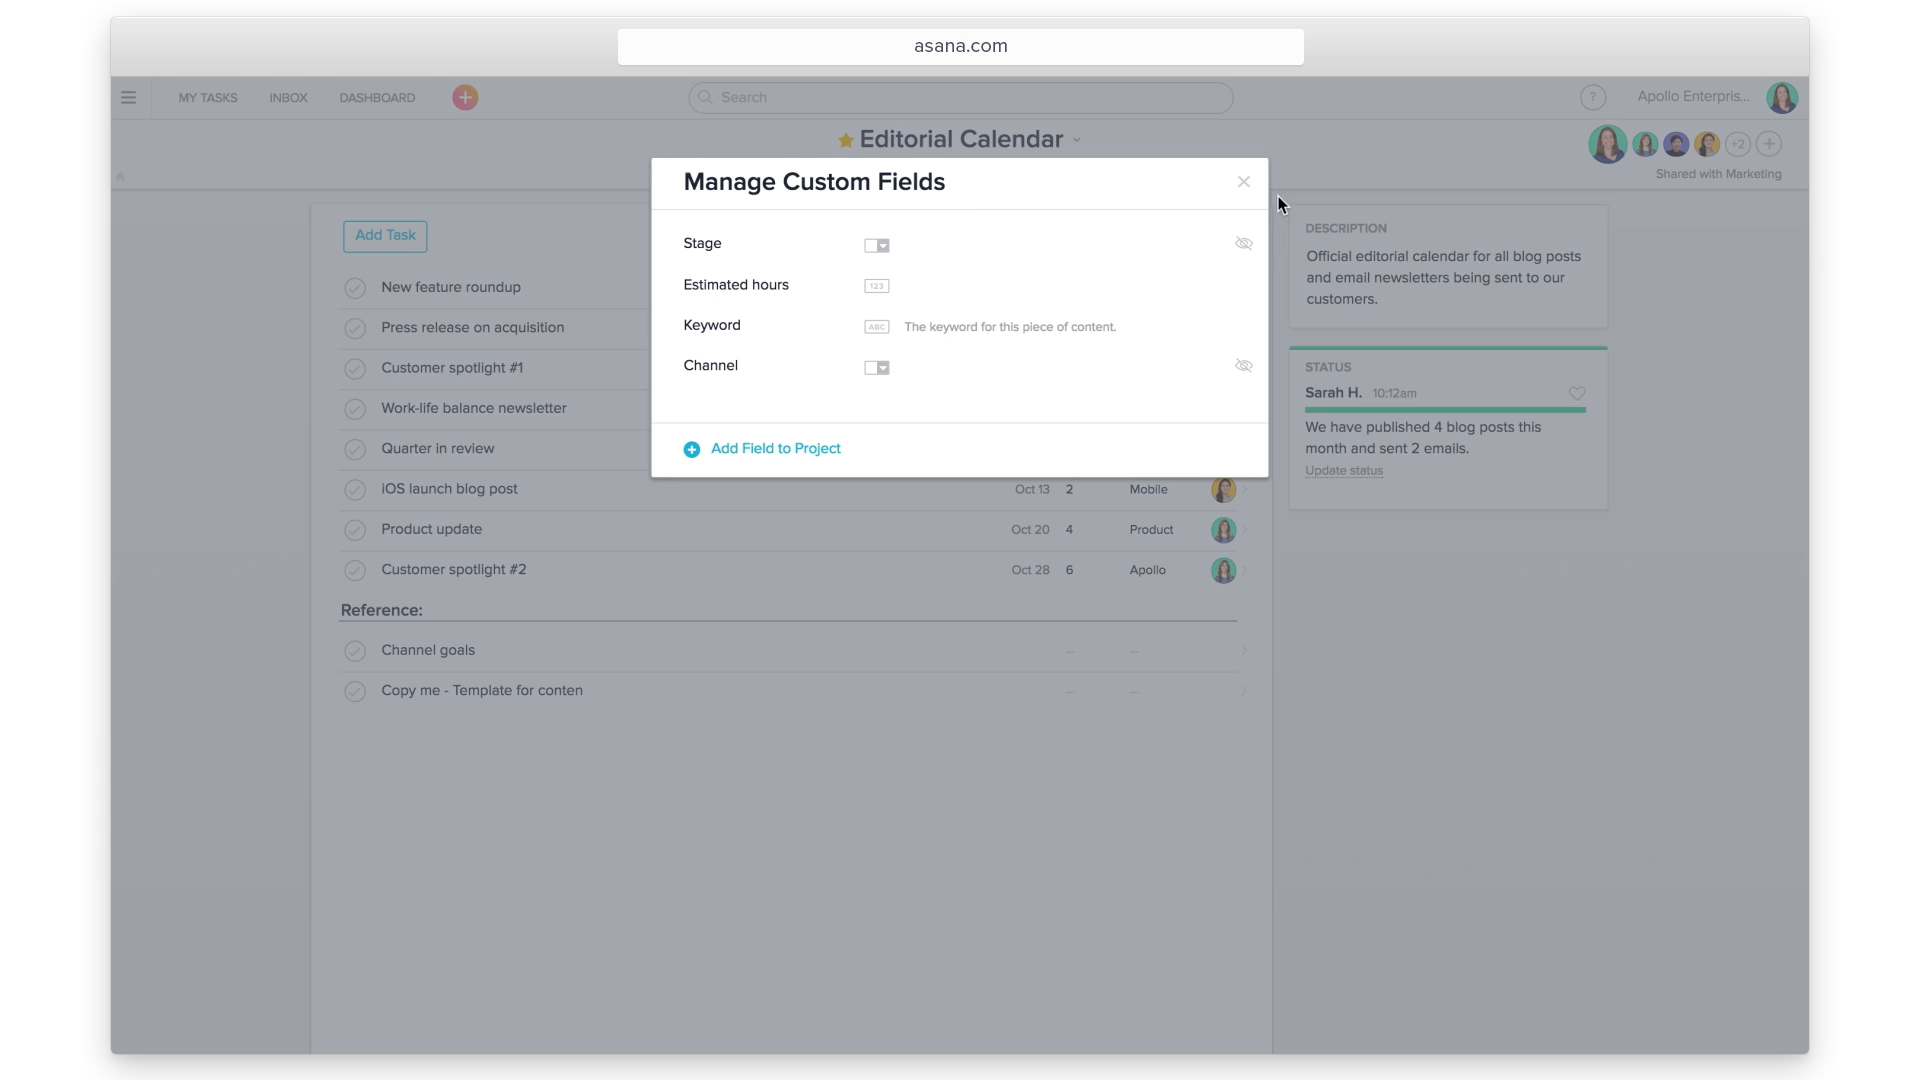 asana.com
MY TASKS INBOX DASHBOARD + Search ? Apollo Enterpris...
Editorial Calendar
+2 +
Shared with Marketing
Manage Custom Fields
Stage
Estimated hours 123
Keyword ABC The keyword for this piece of content.
Channel
Add Field to Project
Add Task
New feature roundup
Press release on acquisition
Customer spotlight #1
Work-life balance newsletter
Quarter in review
iOS launch blog post Oct 13 2 Mobile
Product update Oct 20 4 Product
Customer spotlight #2 Oct 28 6 Apollo
Reference:
Channel goals – –
Copy me - Template for conten – –
DESCRIPTION
Official editorial calendar for all blog posts
and email newsletters being sent to our
customers.
STATUS
Sarah H. 10:12am
We have published 4 blog posts this
month and sent 2 emails.
Update status